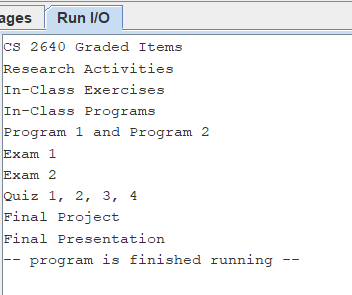 ages Run I/O
CS 2640 Graded Items
Research Activities
In-Class Exercises
In-Class Programs
Program 1 and Program 2
Exam 1
Exam 2
Quiz 1, 2, 3, 4
Final Project
Final Presentation
-- program is finished running --